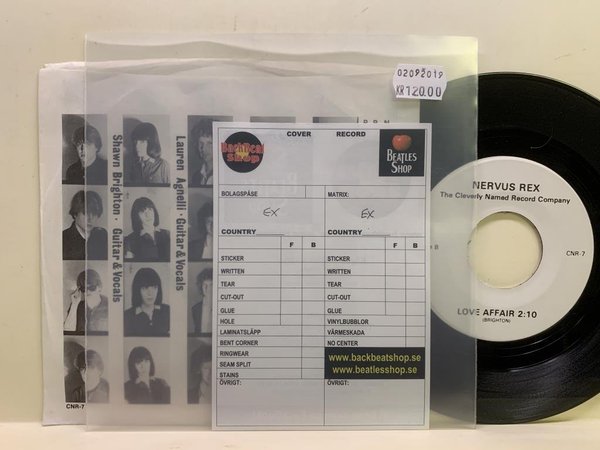 02092019
KR120.00
Shawn Brighton · Guitar & Vocals
Lauren Agnelli · Guitar & Vocals
CNR-7
BackBeat
Shop
COVER
RECORD
BEATLES
SHOP
BOLAGSPÅSE
MATRIX:
EX
EX
COUNTRY
COUNTRY
F B
F B
STICKER
STICKER
WRITTEN
WRITTEN
TEAR
TEAR
CUT-OUT
CUT-OUT
GLUE
GLUE
HOLE
VINYLBUBBLOR
LAMINATSLÄPP
VÄRMESKADA
BENT CORNER
NO CENTER
RINGWEAR
SEAM SPLIT
STAINS
www.backbeatshop.se
www.beatlesshop.se
ÖVRIGT:
ÖVRIGT:
NERVUS REX
The Cleverly Named Record Company
CNR-7
LOVE AFFAIR 2:10
(BRIGHTON)